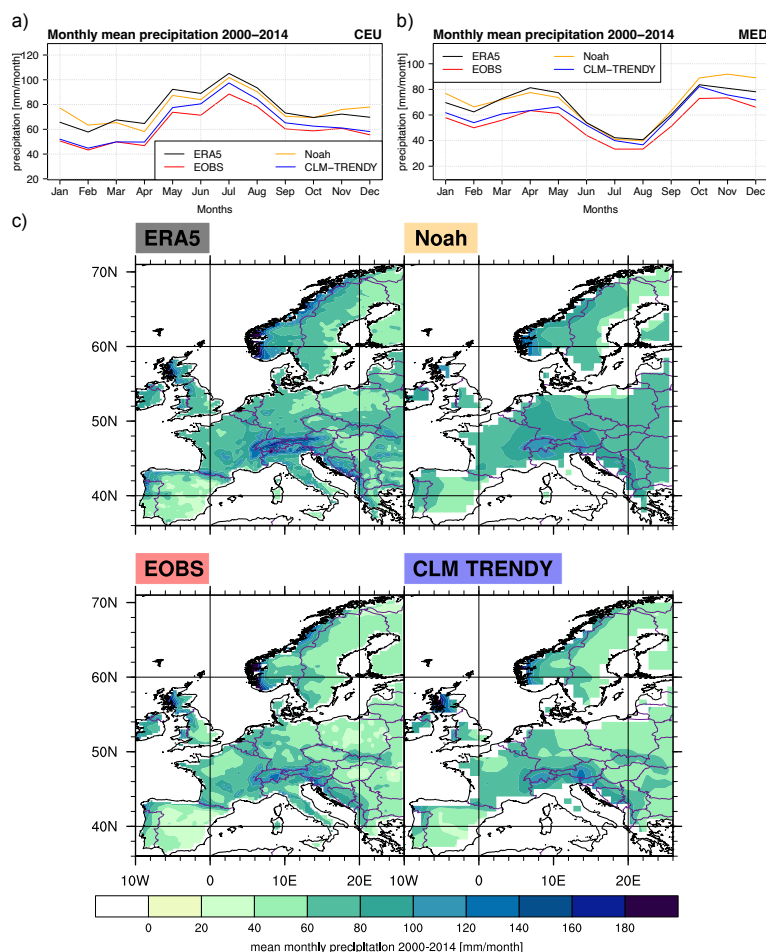 a)
Monthly mean precipitation 2000−2014 CEU
precipitation [mm/month]
120
100
80
60
40
20
ERA5
EOBS
Noah
CLM−TRENDY
Jan Feb Mar Apr May Jun Jul Aug Sep Oct Nov Dec
Months
b)
Monthly mean precipitation 2000−2014 MED
precipitation [mm/month]
100
80
60
40
20
ERA5
EOBS
Noah
CLM−TRENDY
Jan Feb Mar Apr May Jun Jul Aug Sep Oct Nov Dec
Months
c)
ERA5
Noah
70N
60N
50N
40N
EOBS
CLM TRENDY
70N
60N
50N
40N
10W 0 10E 20E 10W 0 10E 20E
0 20 40 60 80 100 120 140 160 180
mean monthly precipitation 2000-2014 [mm/month]